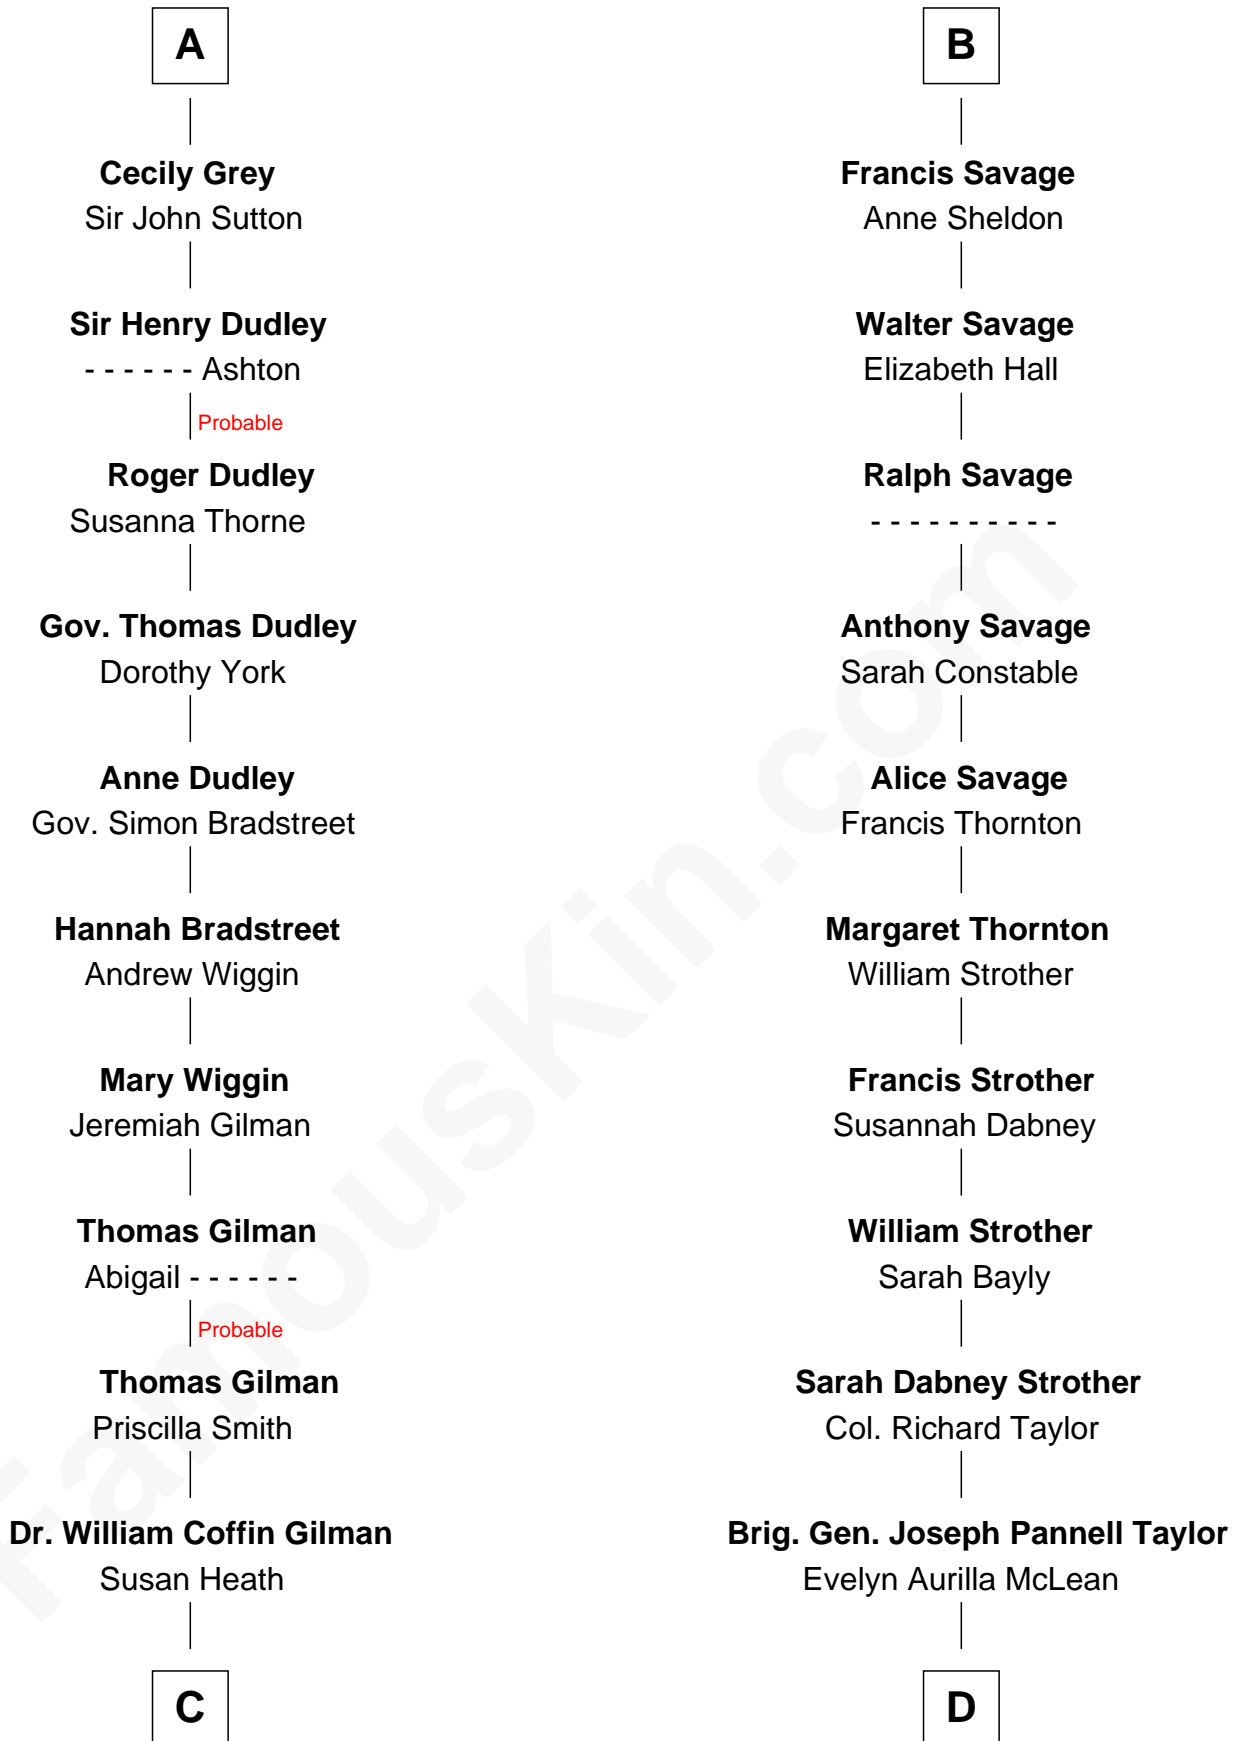 A
Cecily Grey
Sir John Sutton
Sir Henry Dudley
- - - - - - Ashton
Probable
Roger Dudley
Susanna Thorne
Gov. Thomas Dudley
Dorothy York
Anne Dudley
Gov. Simon Bradstreet
Hannah Bradstreet
Andrew Wiggin
Mary Wiggin
Jeremiah Gilman
Thomas Gilman
Abigail - - - - - -
Probable
Thomas Gilman
Priscilla Smith
Dr. William Coffin Gilman
Susan Heath
C
B
Francis Savage
Anne Sheldon
Walter Savage
Elizabeth Hall
Ralph Savage
- - - - - - - - - -
Anthony Savage
Sarah Constable
Alice Savage
Francis Thornton
Margaret Thornton
William Strother
Francis Strother
Susannah Dabney
William Strother
Sarah Bayly
Sarah Dabney Strother
Col. Richard Taylor
Brig. Gen. Joseph Pannell Taylor
Evelyn Aurilla McLean
D
FamousKin.com